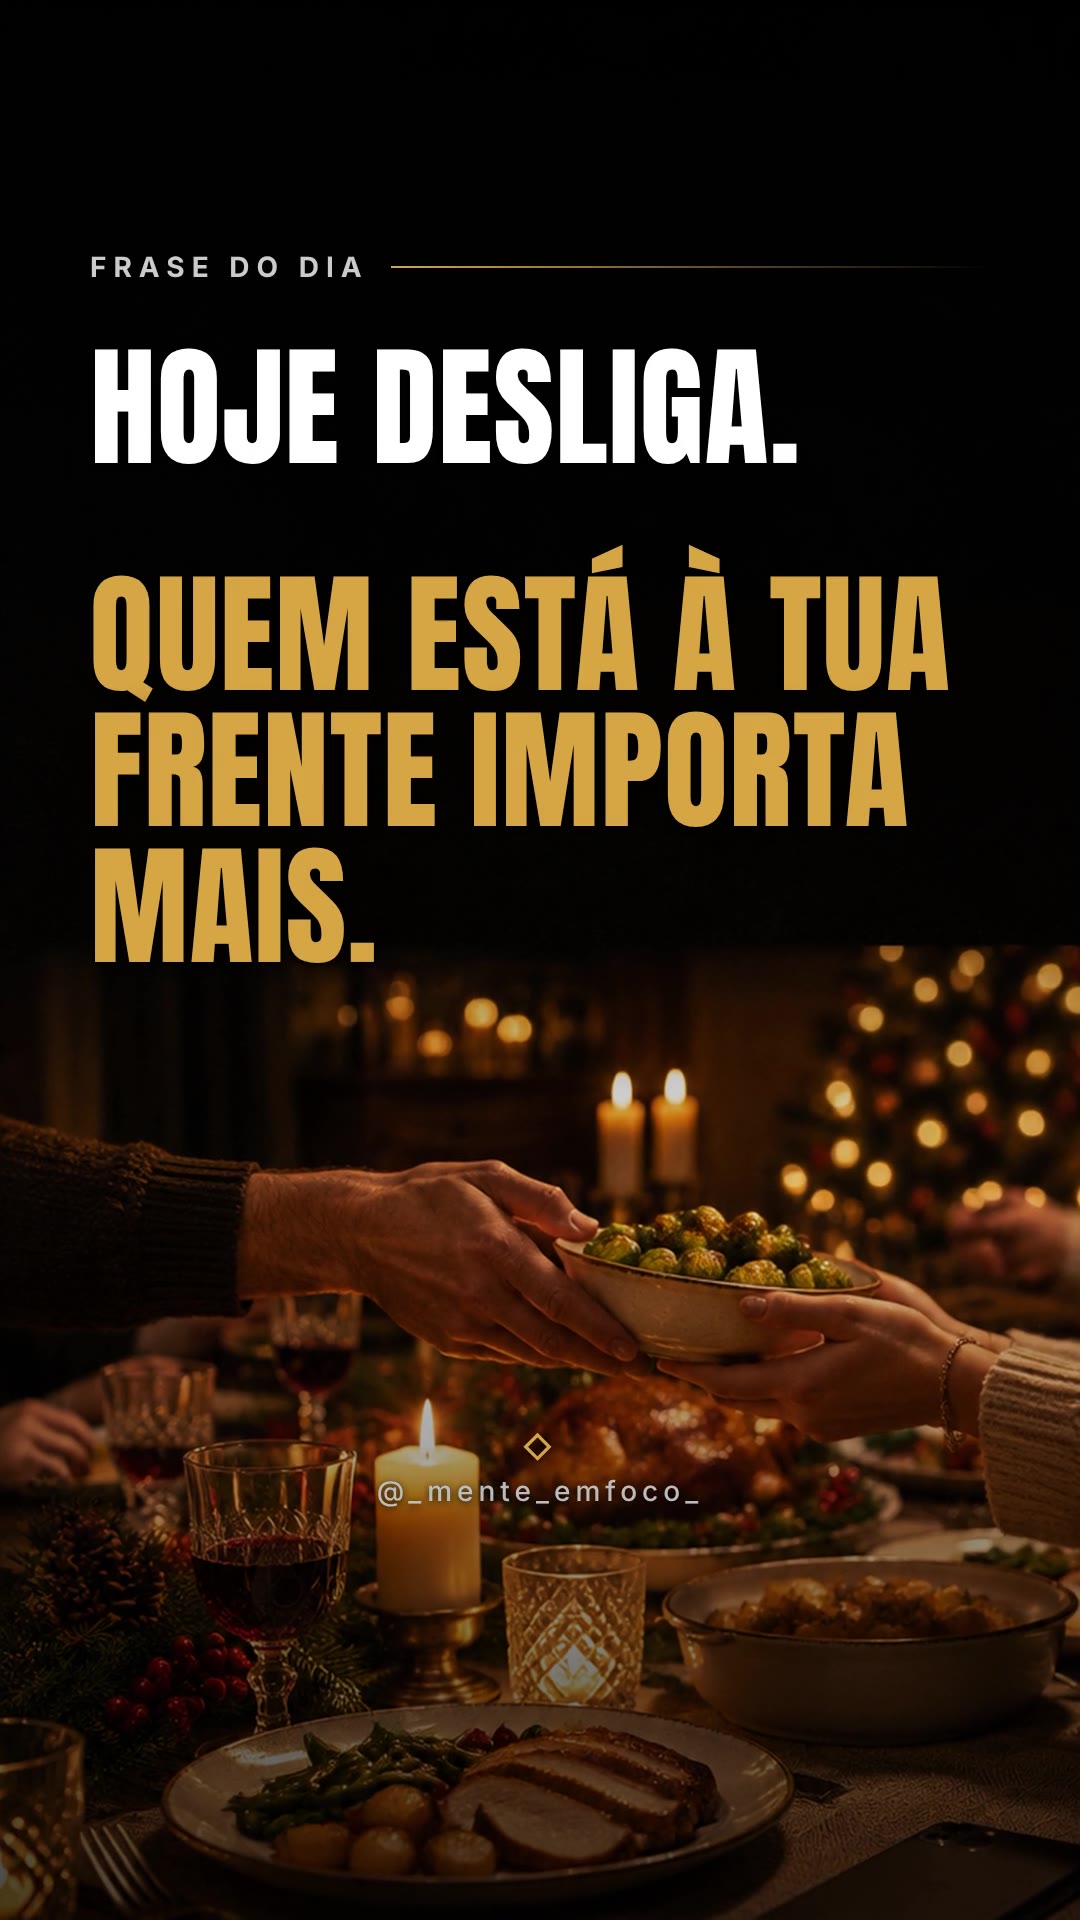 FRASE DO DIA
HOJE DESLIGA.
QUEM ESTÁ À TUA
FRENTE IMPORTA
MAIS.
@_mente_emfoco_